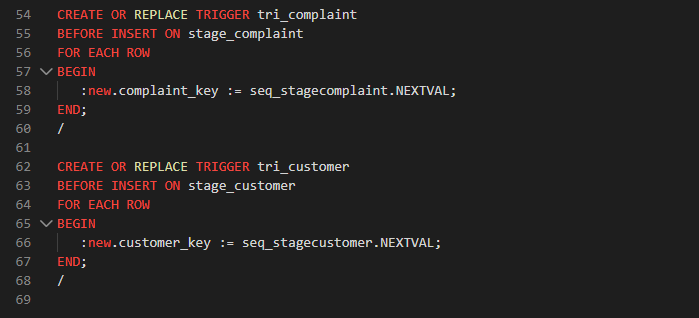 54 CREATE OR REPLACE TRIGGER tri_complaint
55 BEFORE INSERT ON stage_complaint
56 FOR EACH ROW
57 BEGIN
58 :new.complaint_key := seq_stagecomplaint.NEXTVAL;
59 END;
60 /
61
62 CREATE OR REPLACE TRIGGER tri_customer
63 BEFORE INSERT ON stage_customer
64 FOR EACH ROW
65 BEGIN
66 :new.customer_key := seq_stagecustomer.NEXTVAL;
67 END;
68 /
69